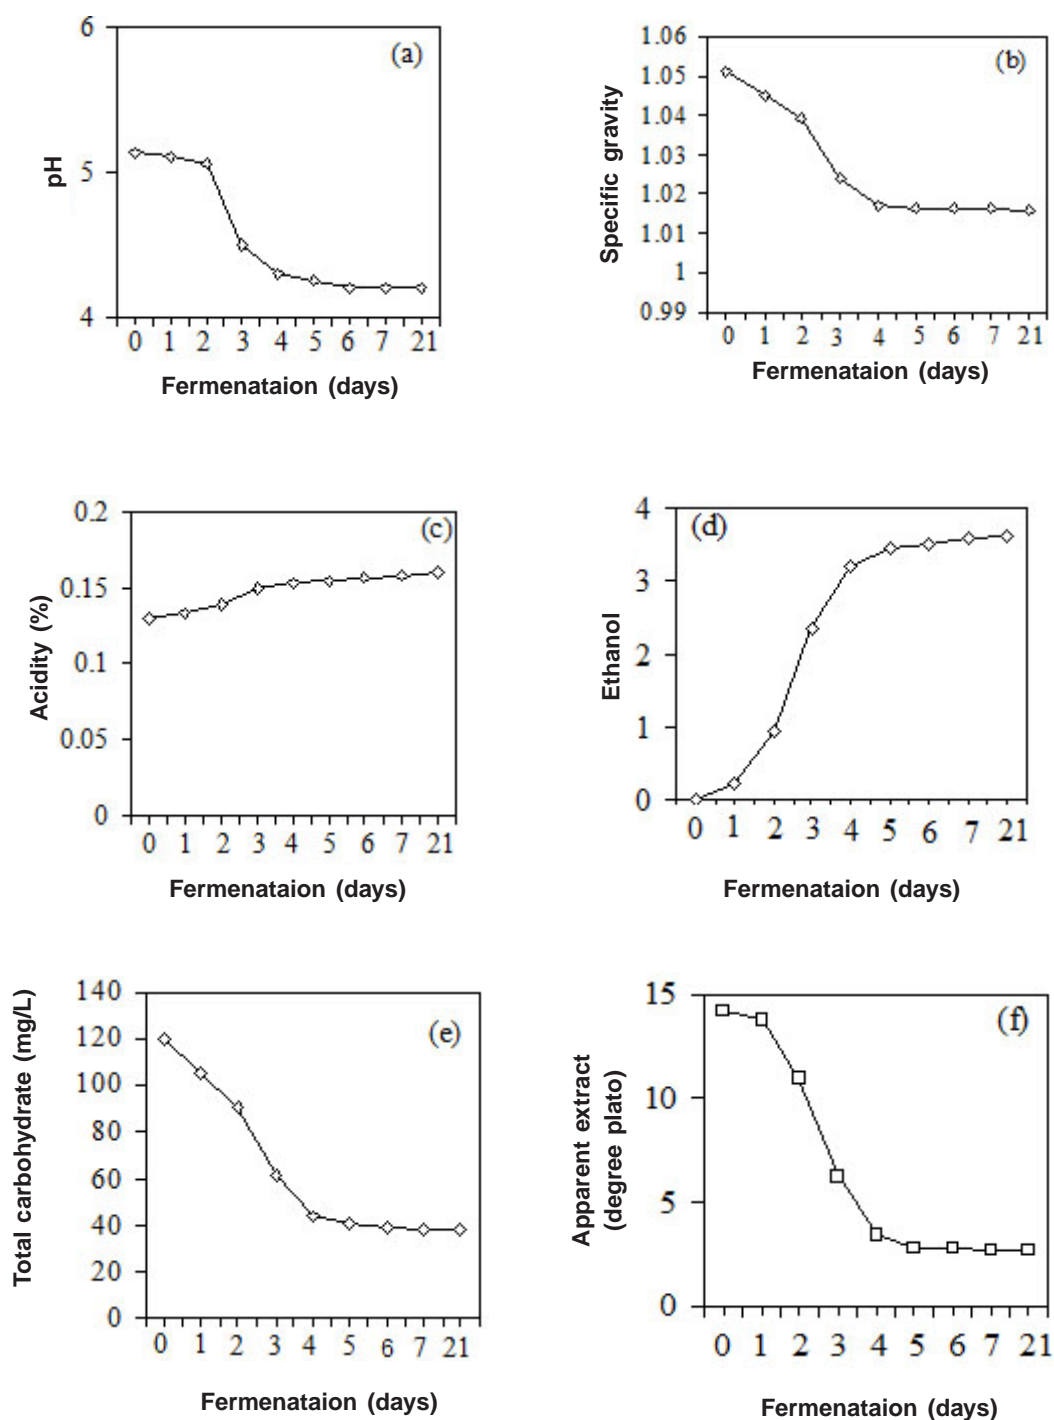 (a)
6
5
4
pH
0 1 2 3 4 5 6 7 21
Fermenataion (days)
(b)
1.06
1.05
1.04
1.03
1.02
1.01
1
0.99
Specific gravity
0 1 2 3 4 5 6 7 21
Fermenataion (days)
(c)
0.2
0.15
0.1
0.05
0
Acidity (%)
0 1 2 3 4 5 6 7 21
Fermenataion (days)
(d)
4
3
2
1
0
Ethanol
0 1 2 3 4 5 6 7 21
Fermenataion (days)
(e)
140
120
100
80
60
40
20
0
Total carbohydrate (mg/L)
0 1 2 3 4 5 6 7 21
Fermenataion (days)
(f)
15
10
5
0
Apparent extract
(degree plato)
0 1 2 3 4 5 6 7 21
Fermenataion (days)